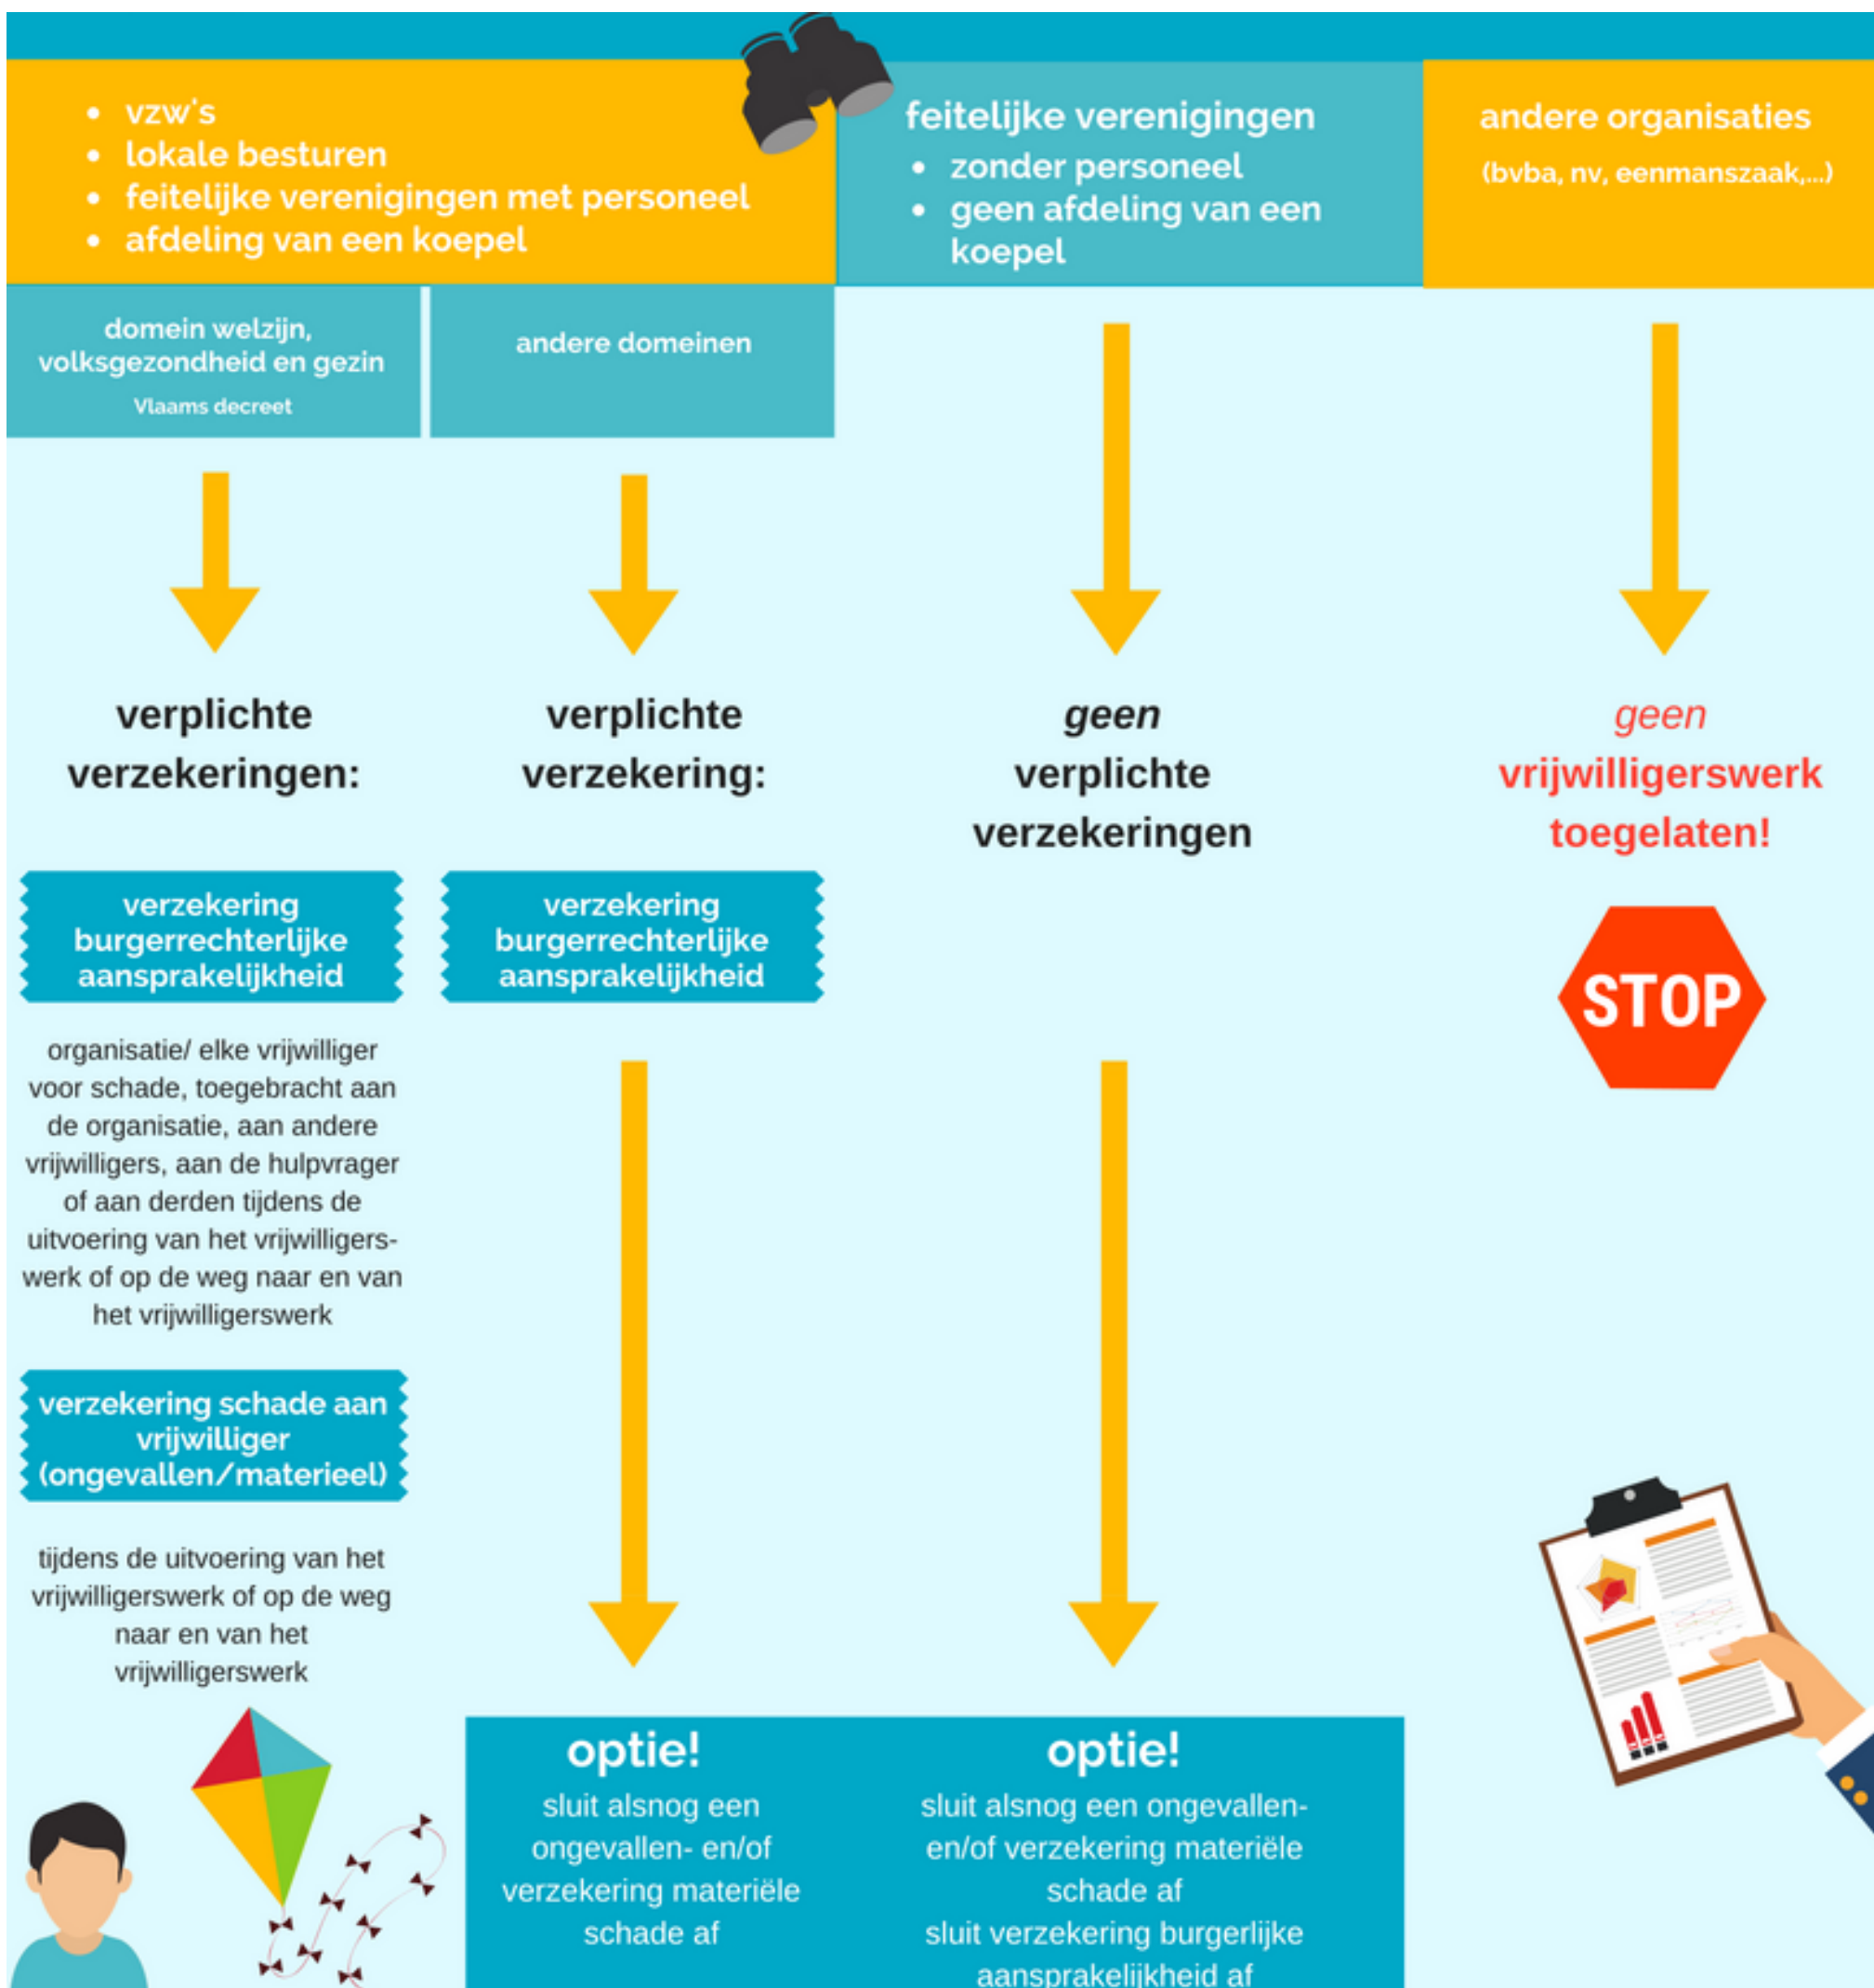 vzw's
lokale besturen
feitelijke verenigingen met personeel
afdeling van een koepel
feitelijke verenigingen
zonder personeel
geen afdeling van een
koepel
andere organisaties
(bvba, nv, eenmanszaak,...)
domein welzijn,
volksgezondheid en gezin
Vlaams decreet
andere domeinen
verplichte
verzekeringen:
verzekering
burgerrechterlijke
aansprakelijkheid
organisatie/ elke vrijwilliger
voor schade, toegebracht aan
de organisatie, aan andere
vrijwilligers, aan de hulpvrager
of aan derden tijdens de
uitvoering van het vrijwilligers-
werk of op de weg naar en van
het vrijwilligerswerk
verzekering schade aan
vrijwilliger
(ongevallen/materieel)
tijdens de uitvoering van het
vrijwilligerswerk of op de weg
naar en van het
vrijwilligerswerk
verplichte
verzekering:
verzekering
burgerrechterlijke
aansprakelijkheid
optie!
sluit alsnog een
ongevallen- en/of
verzekering materiële
schade af
geen
verplichte
verzekeringen
optie!
sluit alsnog een ongevallen-
en/of verzekering materiële
schade af
sluit verzekering burgerlijke
aansprakelijkheid af
geen
vrijwilligerswerk
toegelaten!
STOP